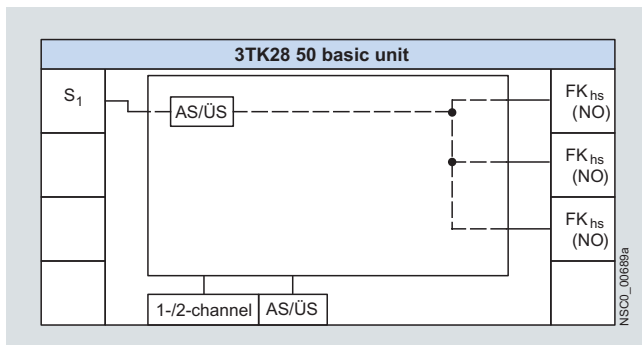 3TK28 50 basic unit
S1
AS/ÜS
FKhs
(NO)
FKhs
(NO)
FKhs
(NO)
1-/2-channel
AS/ÜS
NSC0_00689a